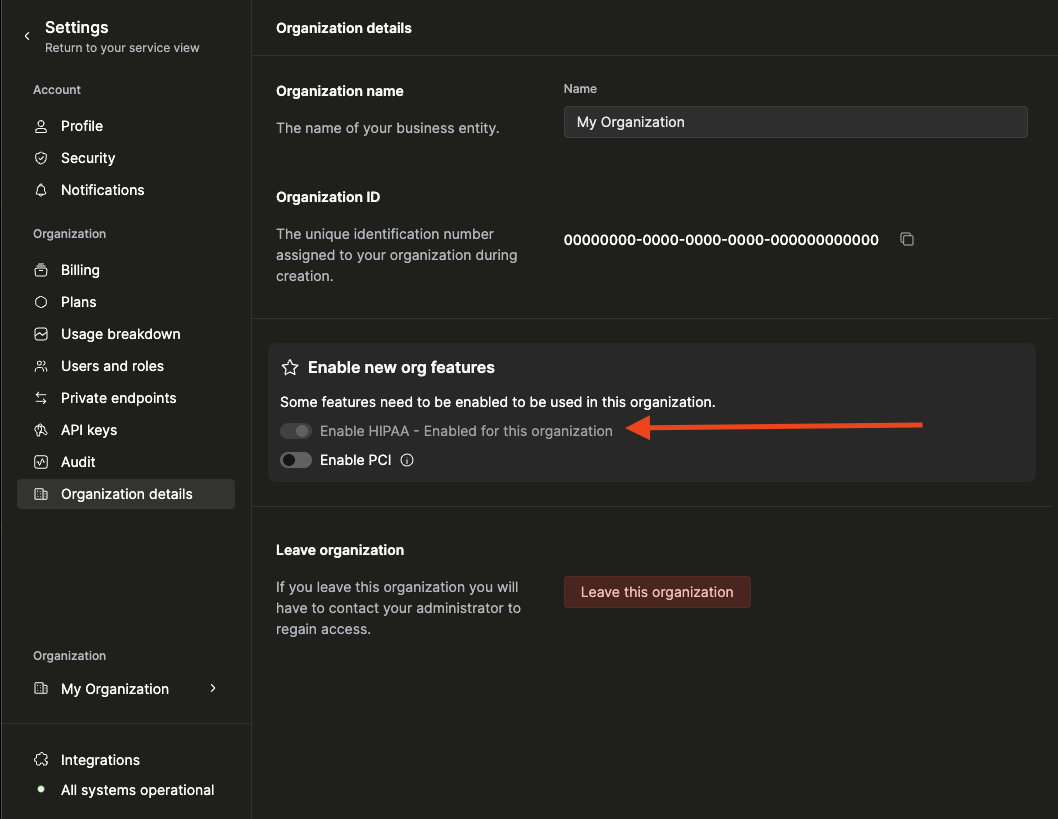 Settings
Return to your service view
Account
Profile
Security
Notifications
Organization
Billing
Plans
Usage breakdown
Users and roles
Private endpoints
API keys
Audit
Organization details
Organization
My Organization
Integrations
All systems operational
Organization details
Organization name
The name of your business entity.
Name
My Organization
Organization ID
The unique identification number
assigned to your organization during
creation.
00000000-0000-0000-0000-000000000000
Enable new org features
Some features need to be enabled to be used in this organization.
Enable HIPAA - Enabled for this organization
Enable PCI
Leave organization
If you leave this organization you will
have to contact your administrator to
regain access.
Leave this organization